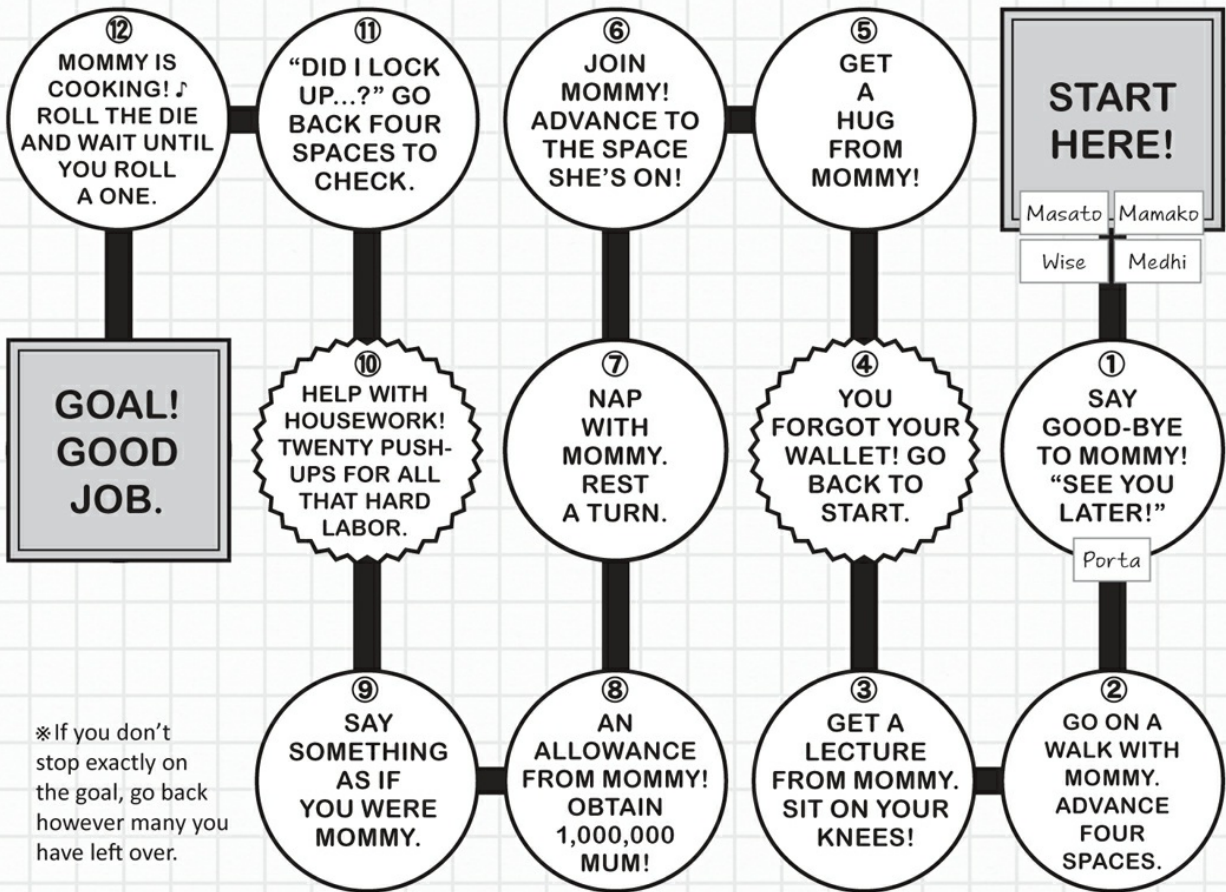 START
HERE!
Masato
Mamako
Wise
Medhi
①
SAY
GOOD-BYE
TO MOMMY!
“SEE YOU
LATER!”
Porta
②
GO ON A
WALK WITH
MOMMY.
ADVANCE
FOUR
SPACES.
③
GET A
LECTURE
FROM MOMMY.
SIT ON YOUR
KNEES!
④
YOU
FORGOT YOUR
WALLET! GO
BACK TO
START.
⑤
GET
A
HUG
FROM
MOMMY!
⑥
JOIN
MOMMY!
ADVANCE TO
THE SPACE
SHE’S ON!
⑦
NAP
WITH
MOMMY.
REST
A TURN.
⑧
AN
ALLOWANCE
FROM MOMMY!
OBTAIN
1,000,000
MUM!
⑨
SAY
SOMETHING
AS IF
YOU WERE
MOMMY.
⑩
HELP WITH
HOUSEWORK!
TWENTY PUSH-
UPS FOR ALL
THAT HARD
LABOR.
⑪
“DID I LOCK
UP...?” GO
BACK FOUR
SPACES TO
CHECK.
⑫
MOMMY IS
COOKING! ♪
ROLL THE DIE
AND WAIT UNTIL
YOU ROLL
A ONE.
GOAL!
GOOD
JOB.
※If you don’t
stop exactly on
the goal, go back
however many you
have left over.